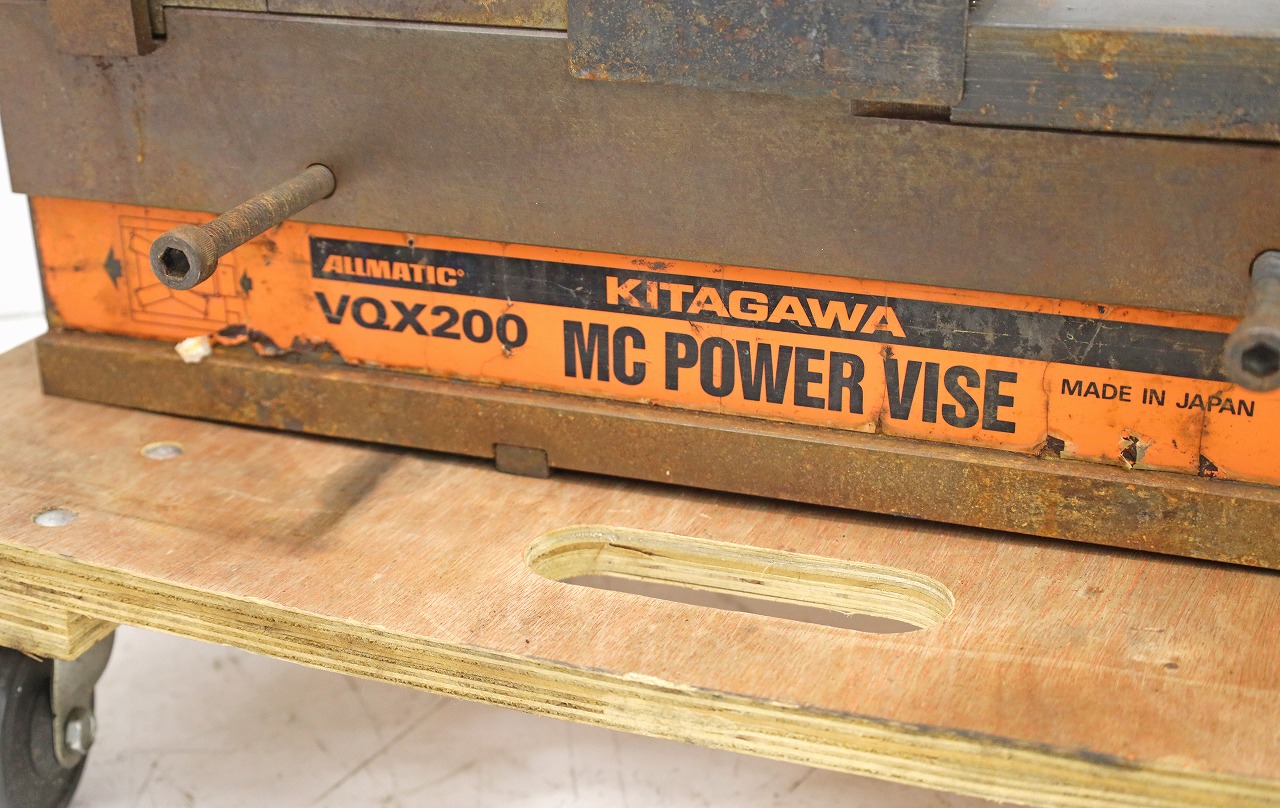 ALLMATIC®
KITAGAWA
VQX200
MC POWER VISE
MADE IN JAPAN